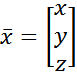 x̄ = [x
y
z]